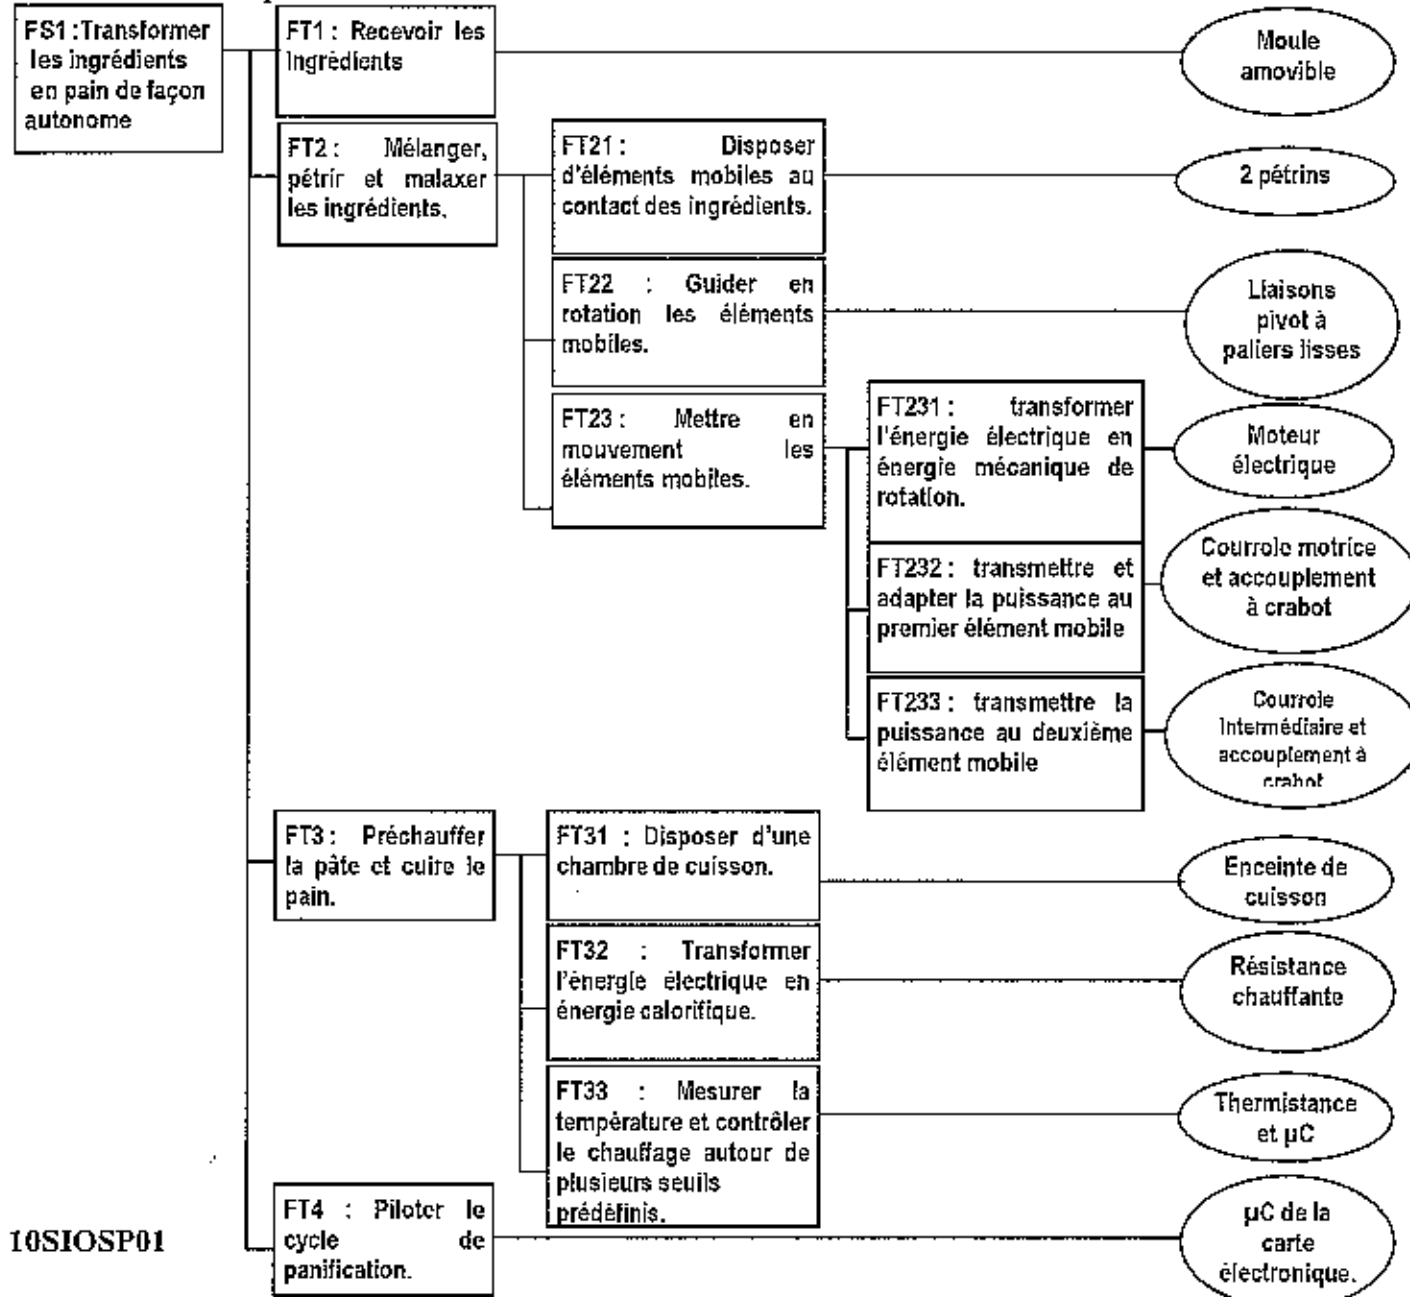 FS1 :Transformer
les ingrédients
en pain de façon
autonome
FT1 : Recevoir les
Ingrédients
Moule
amovible
FT2 : Mélanger,
pétrir et malaxer
les ingrédients.
FT21 : Disposer
d'éléments mobiles au
contact des ingrédients.
2 pétrins
FT22 : Guider en
rotation les éléments
mobiles.
Liaisons
pivot à
paliers lisses
FT23 : Mettre en
mouvement les
éléments mobiles.
FT231 : transformer
l'énergie électrique en
énergie mécanique de
rotation.
Moteur
électrique
FT232 : transmettre et
adapter la puissance au
premier élément mobile
Courroie motrice
et accouplement
à crabot
FT233 : transmettre la
puissance au deuxième
élément mobile
Courroie
Intermédiaire et
accouplement à
crabot
FT3 : Préchauffer
la pâte et cuire le
pain.
FT31 : Disposer d'une
chambre de cuisson.
Enceinte de
cuisson
FT32 : Transformer
l'énergie électrique en
énergie calorifique.
Résistance
chauffante
FT33 : Mesurer la
température et contrôler
le chauffage autour de
plusieurs seuils
prédéfinis.
Thermistance
et µC
FT4 : Piloter le
cycle de
panification.
µC de la
carte
électronique.
10SIOSP01